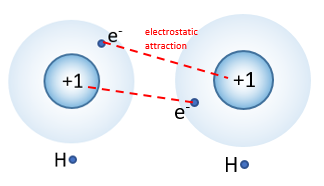 e-
electrostatic
attraction
+1
+1
e-
H
H